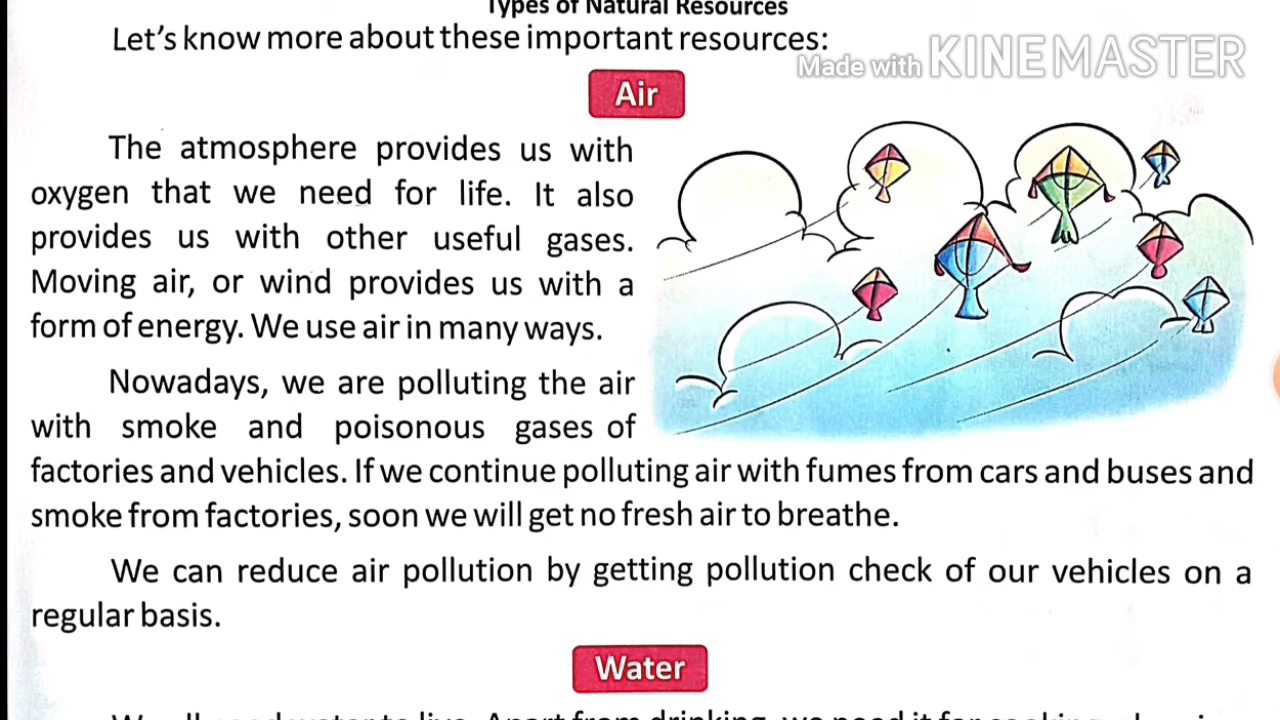 Types of Natural Resources
Let's know more about these important resources:
Made with KINEMASTER
Air
The atmosphere provides us with
oxygen that we need for life. It also
provides us with other useful gases.
Moving air, or wind provides us with a
form of energy. We use air in many ways.
Nowadays, we are polluting the air
with smoke and poisonous gases of
factories and vehicles. If we continue polluting air with fumes from cars and buses and
smoke from factories, soon we will get no fresh air to breathe.
We can reduce air pollution by getting pollution check of our vehicles on a
regular basis.
Water